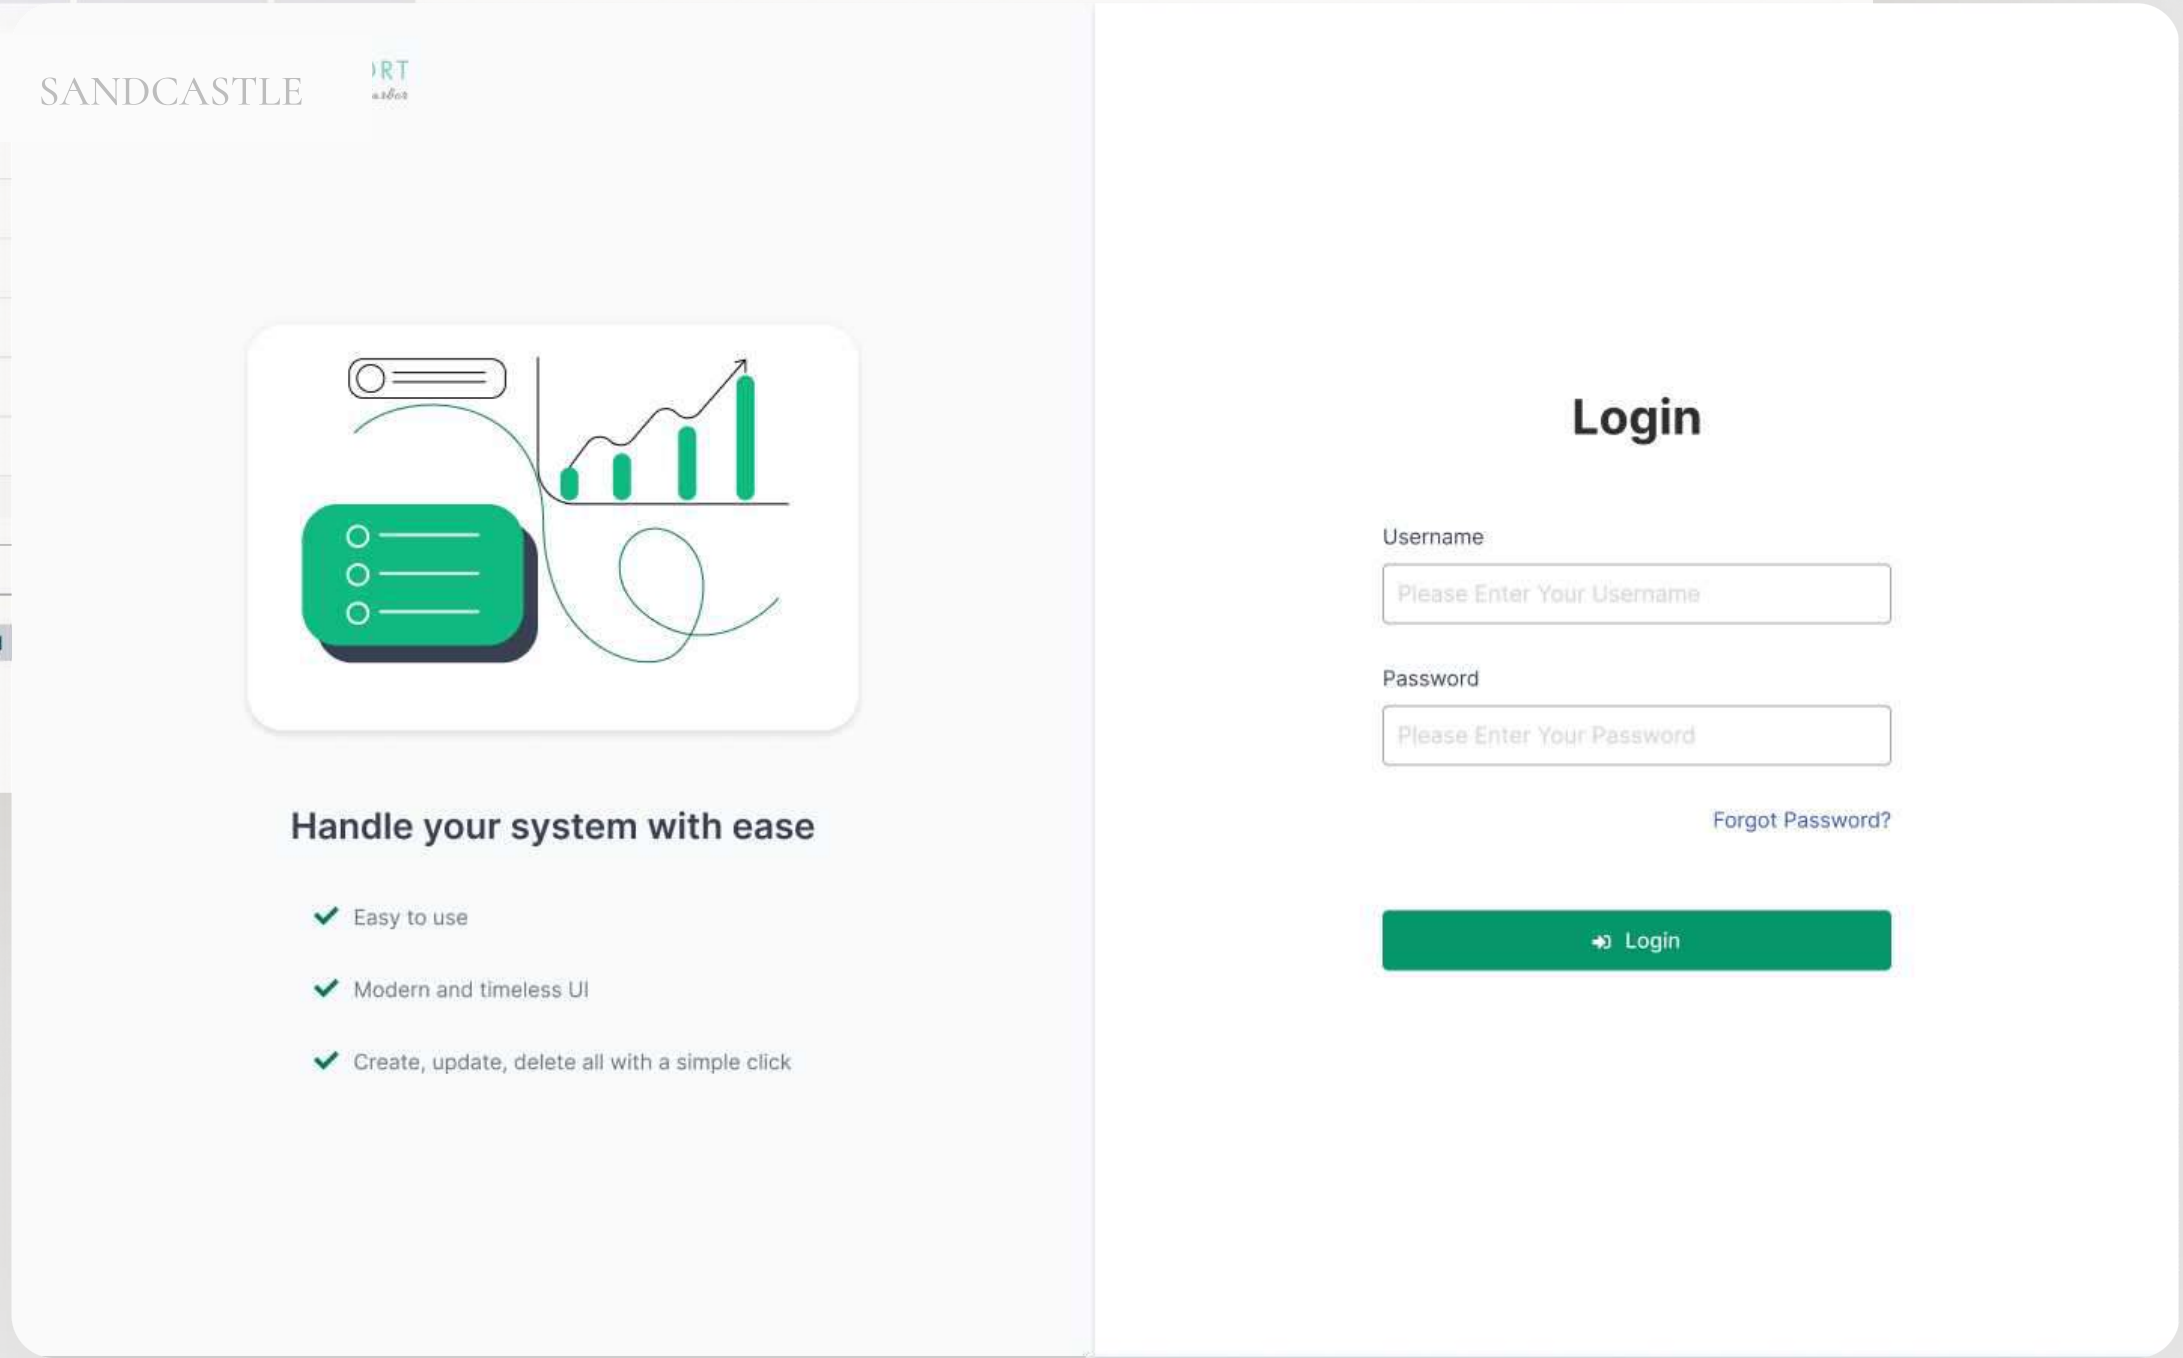 SANDCASTLE
RT
Handle your system with ease
Easy to use
Modern and timeless UI
Create, update, delete all with a simple click
Login
Username
Please Enter Your Username
Password
Please Enter Your Password
Forgot Password?
Login